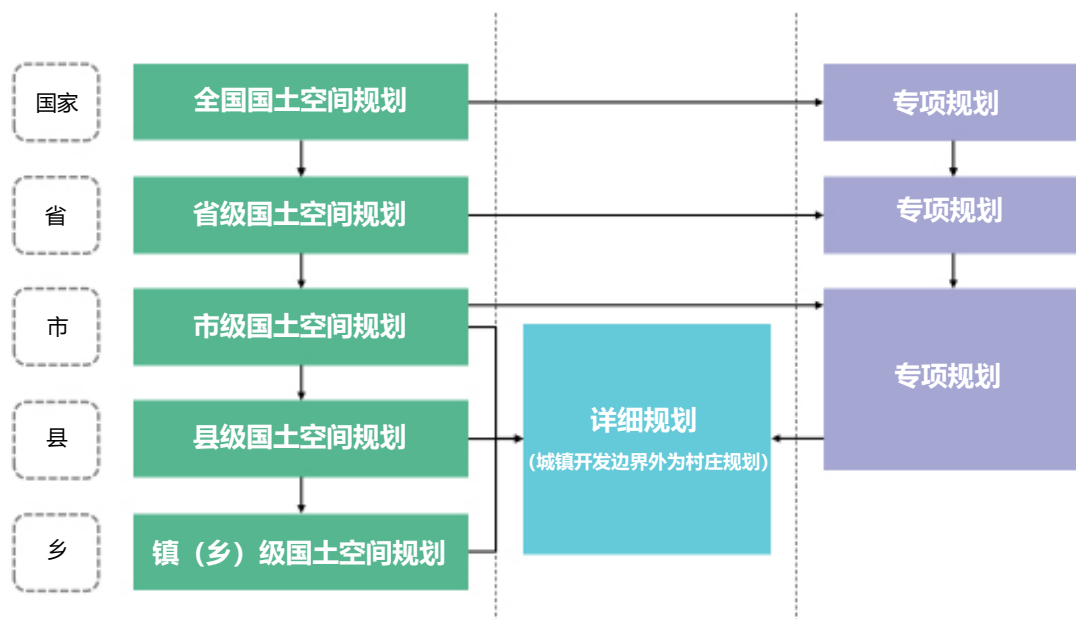 国家
全国国土空间规划
专项规划
省
省级国土空间规划
专项规划
市
市级国土空间规划
专项规划
详细规划
(城镇开发边界外为村庄规划)
县
县级国土空间规划
乡
镇（乡）级国土空间规划